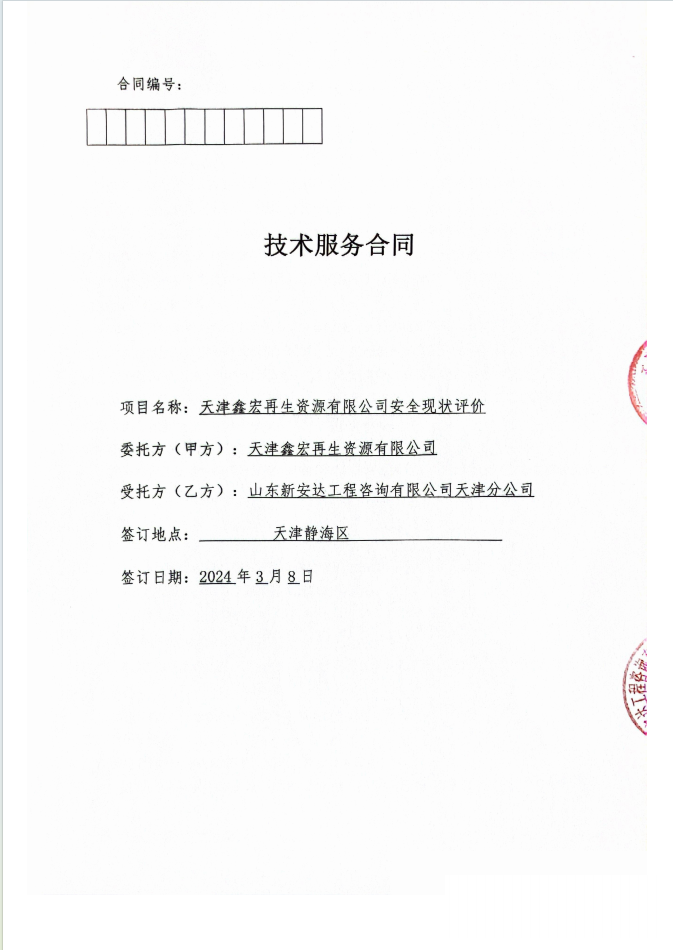 合同编号：
技术服务合同
项目名称：天津鑫宏再生资源有限公司安全现状评价
委托方（甲方）：天津鑫宏再生资源有限公司
受托方（乙方）：山东新安达工程咨询有限公司天津分公司
签订地点：天津静海区
签订日期：2024年3月8日